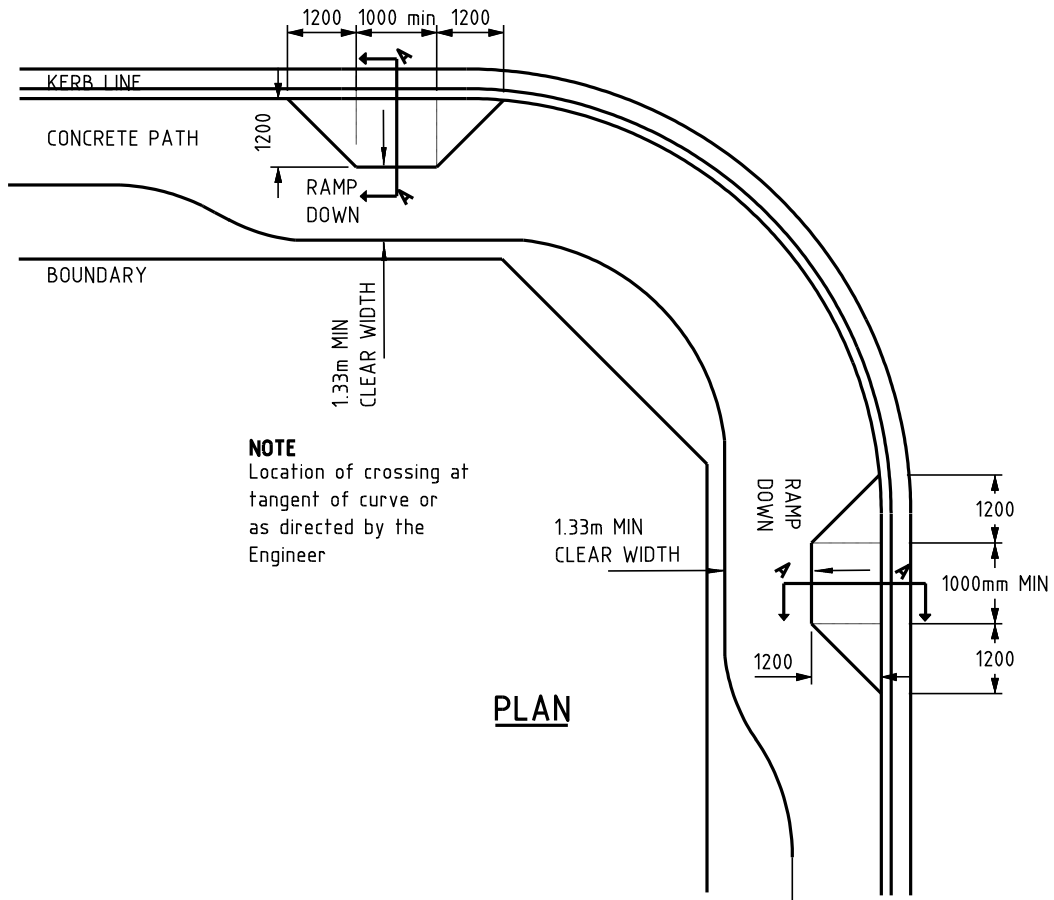 1200 1000 min 1200
A
KERB LINE
CONCRETE PATH
1200
RAMP
DOWN
A
BOUNDARY
1.33m MIN
CLEAR WIDTH
NOTE
Location of crossing at
tangent of curve or
as directed by the
Engineer
RAMP
DOWN
1.33m MIN
CLEAR WIDTH
A
A
1200
1000mm MIN
1200
1200
PLAN